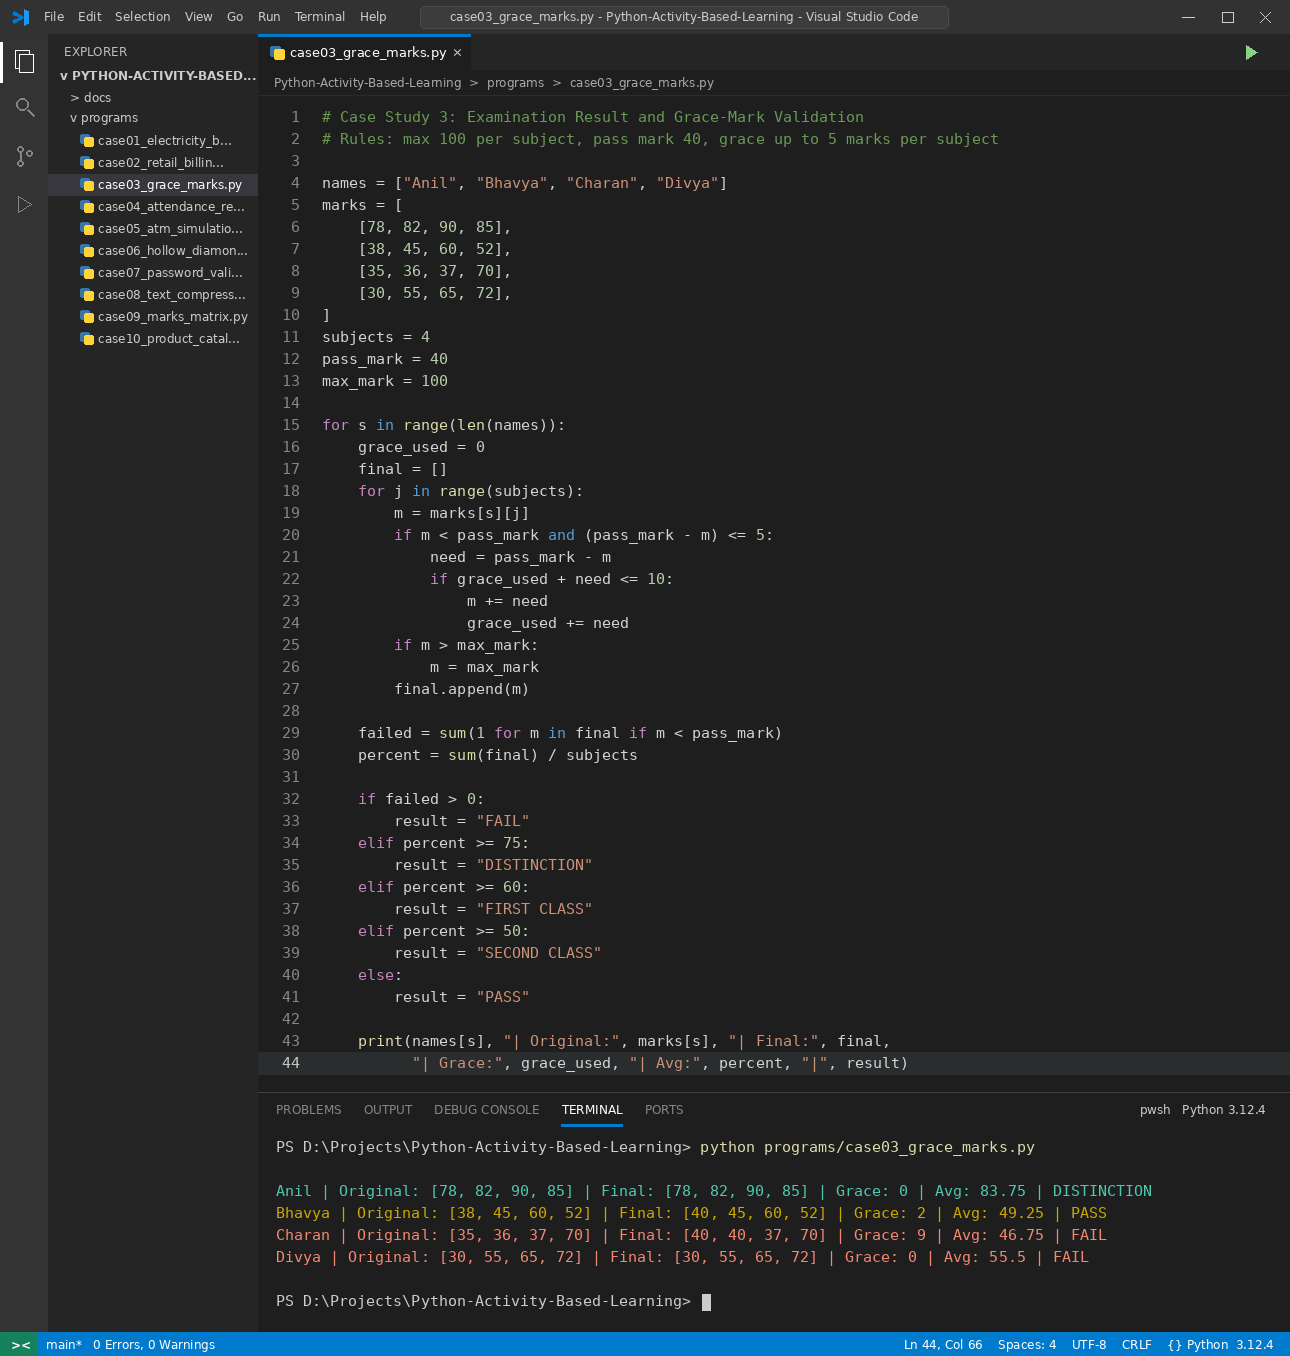 File Edit Selection View Go Run Terminal Help
case03_grace_marks.py - Python-Activity-Based-Learning - Visual Studio Code
EXPLORER
v PYTHON-ACTIVITY-BASED...
> docs
v programs
case01_electricity_b...
case02_retail_billin...
case03_grace_marks.py
case04_attendance_re...
case05_atm_simulatio...
case06_hollow_diamon...
case07_password_vali...
case08_text_compress...
case09_marks_matrix.py
case10_product_catal...
case03_grace_marks.py ×
Python-Activity-Based-Learning > programs > case03_grace_marks.py
1 # Case Study 3: Examination Result and Grace-Mark Validation
2 # Rules: max 100 per subject, pass mark 40, grace up to 5 marks per subject
3
4 names = ["Anil", "Bhavya", "Charan", "Divya"]
5 marks = [
6     [78, 82, 90, 85],
7     [38, 45, 60, 52],
8     [35, 36, 37, 70],
9     [30, 55, 65, 72],
10 ]
11 subjects = 4
12 pass_mark = 40
13 max_mark = 100
14
15 for s in range(len(names)):
16     grace_used = 0
17     final = []
18     for j in range(subjects):
19         m = marks[s][j]
20         if m < pass_mark and (pass_mark - m) <= 5:
21             need = pass_mark - m
22             if grace_used + need <= 10:
23                 m += need
24                 grace_used += need
25         if m > max_mark:
26             m = max_mark
27         final.append(m)
28
29     failed = sum(1 for m in final if m < pass_mark)
30     percent = sum(final) / subjects
31
32     if failed > 0:
33         result = "FAIL"
34     elif percent >= 75:
35         result = "DISTINCTION"
36     elif percent >= 60:
37         result = "FIRST CLASS"
38     elif percent >= 50:
39         result = "SECOND CLASS"
40     else:
41         result = "PASS"
42
43     print(names[s], "| Original:", marks[s], "| Final:", final,
44           "| Grace:", grace_used, "| Avg:", percent, "|", result)
PROBLEMS OUTPUT DEBUG CONSOLE TERMINAL PORTS pwsh Python 3.12.4
PS D:\Projects\Python-Activity-Based-Learning> python programs/case03_grace_marks.py
Anil | Original: [78, 82, 90, 85] | Final: [78, 82, 90, 85] | Grace: 0 | Avg: 83.75 | DISTINCTION
Bhavya | Original: [38, 45, 60, 52] | Final: [40, 45, 60, 52] | Grace: 2 | Avg: 49.25 | PASS
Charan | Original: [35, 36, 37, 70] | Final: [40, 40, 37, 70] | Grace: 9 | Avg: 46.75 | FAIL
Divya | Original: [30, 55, 65, 72] | Final: [30, 55, 65, 72] | Grace: 0 | Avg: 55.5 | FAIL
PS D:\Projects\Python-Activity-Based-Learning>
>< main* 0 Errors, 0 Warnings Ln 44, Col 66 Spaces: 4 UTF-8 CRLF {} Python 3.12.4